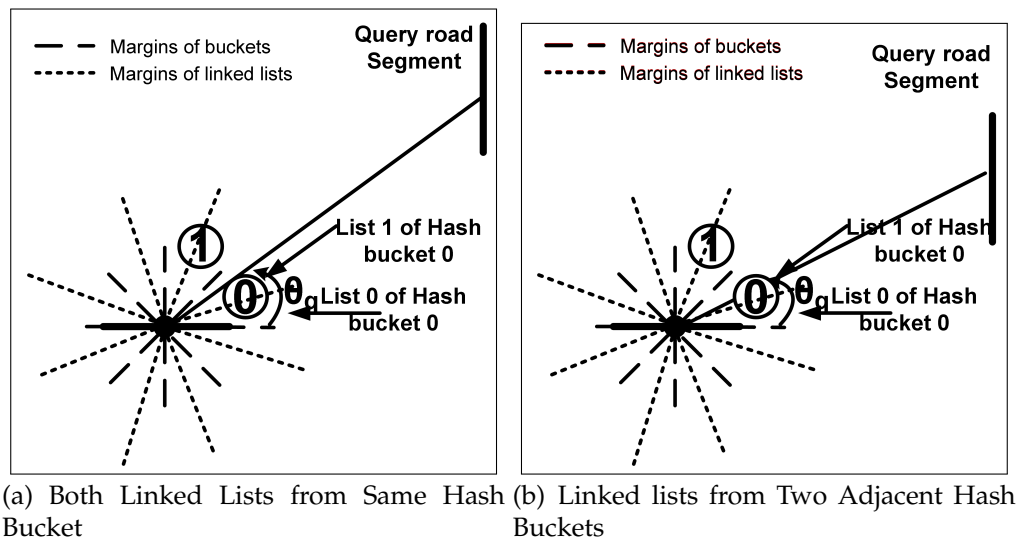 Query road
Segment
Margins of buckets
Margins of linked lists
1
List 1 of Hash
bucket 0
0
θq
List 0 of Hash
bucket 0
Query road
Segment
Margins of buckets
Margins of linked lists
1
List 1 of Hash
bucket 0
0
θq
List 0 of Hash
bucket 0
(a) Both Linked Lists from Same Hash
Bucket
(b) Linked lists from Two Adjacent Hash
Buckets